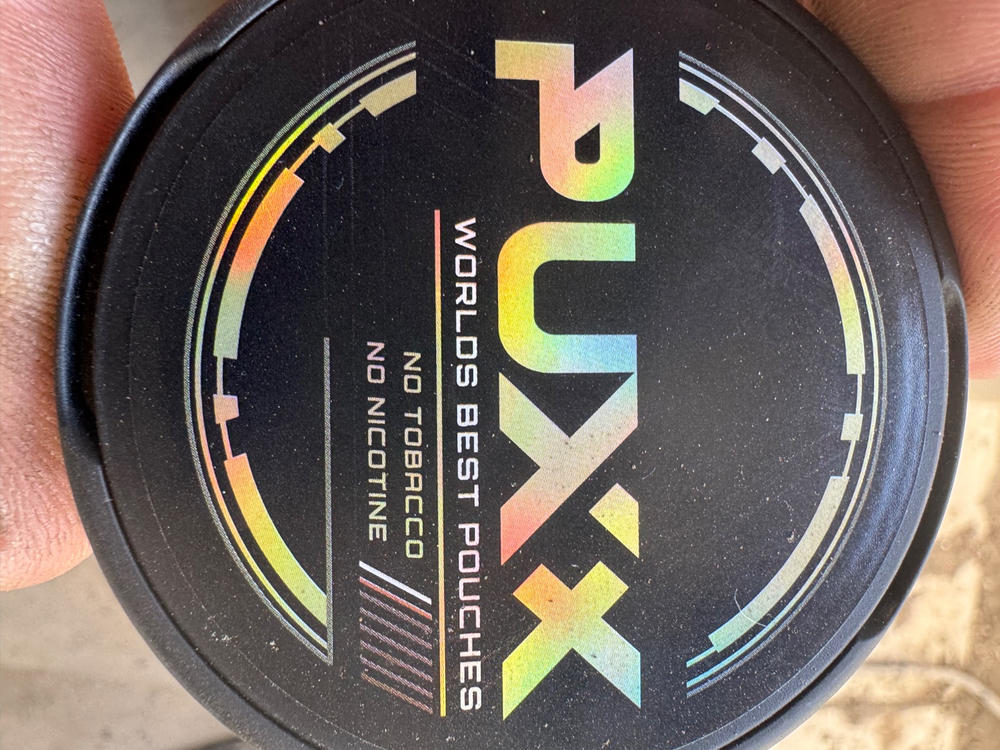 PUXX
WORLDS BEST POUCHES
NO TOBACCO
NO NICOTINE